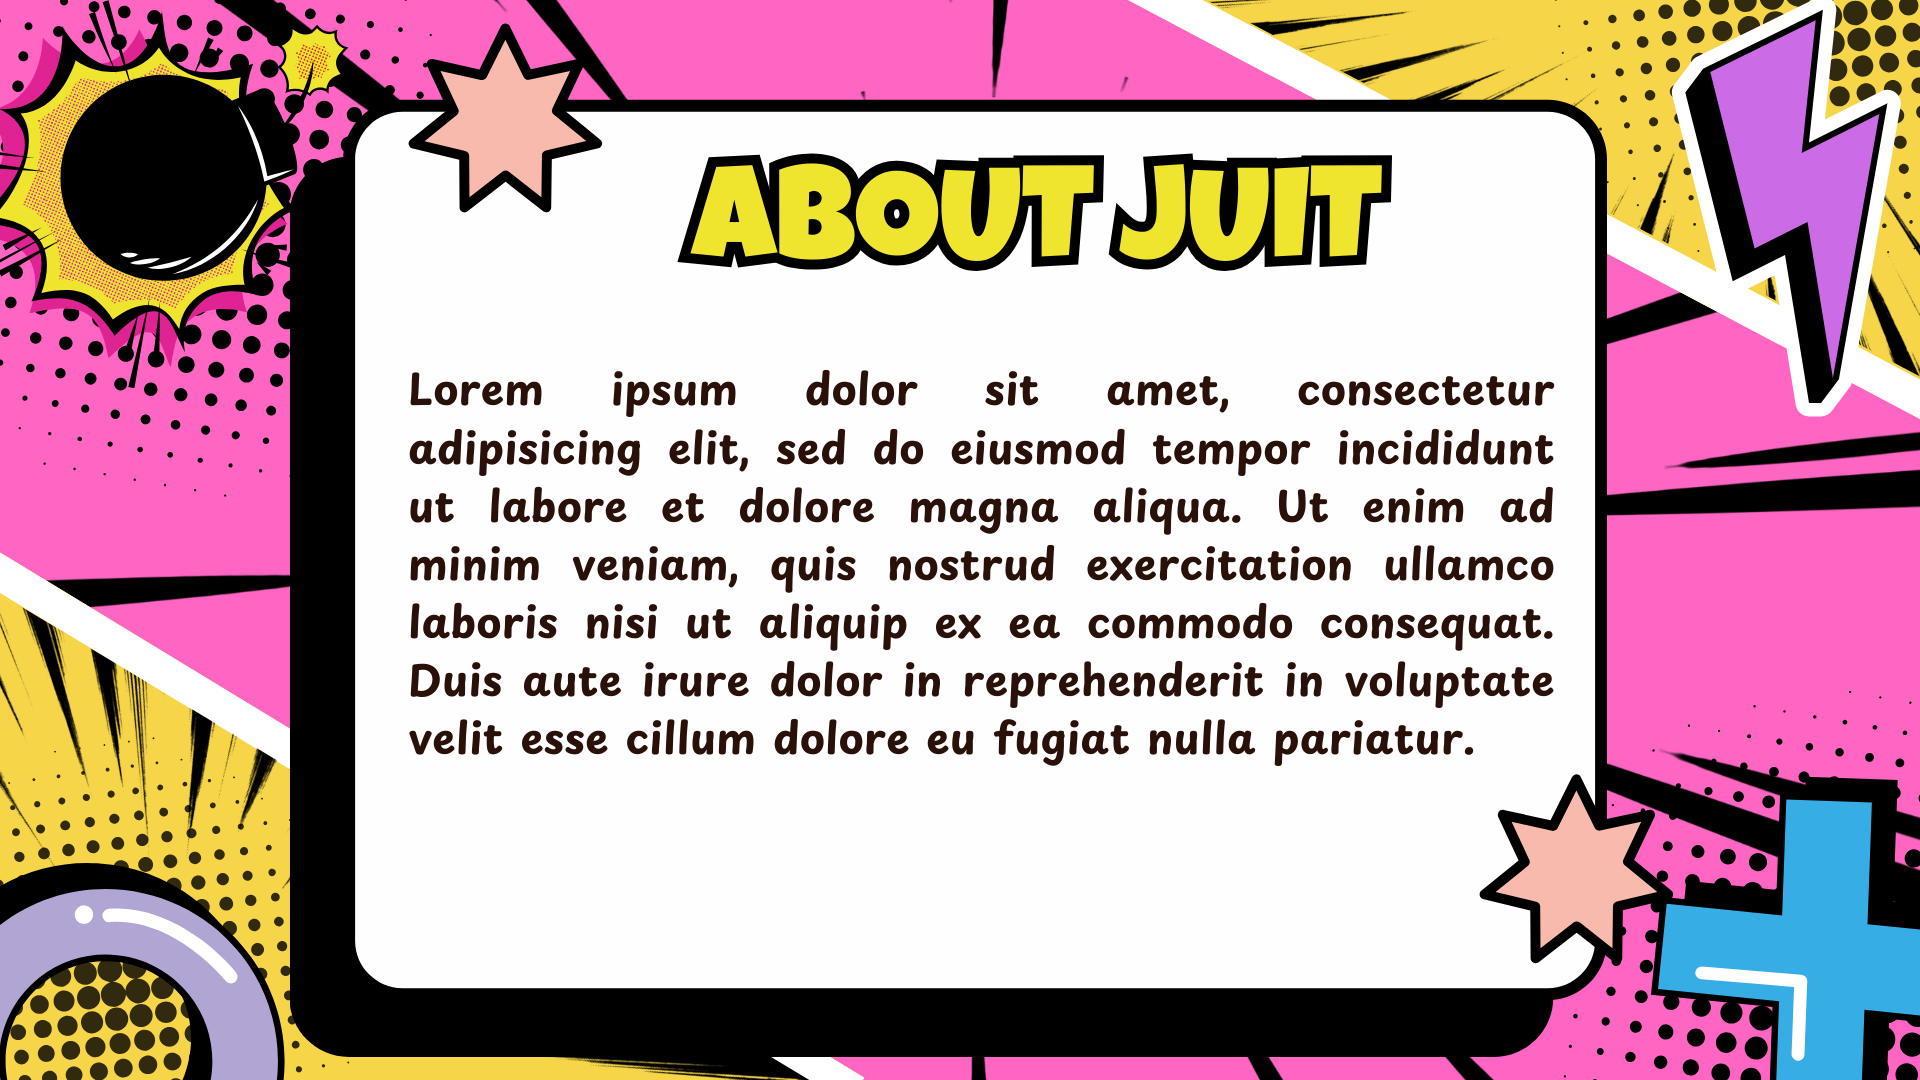 ABOUT JUIT
Lorem ipsum dolor sit amet, consectetur
adipisicing elit, sed do eiusmod tempor incididunt
ut labore et dolore magna aliqua. Ut enim ad
minim veniam, quis nostrud exercitation ullamco
laboris nisi ut aliquip ex ea commodo consequat.
Duis aute irure dolor in reprehenderit in voluptate
velit esse cillum dolore eu fugiat nulla pariatur.